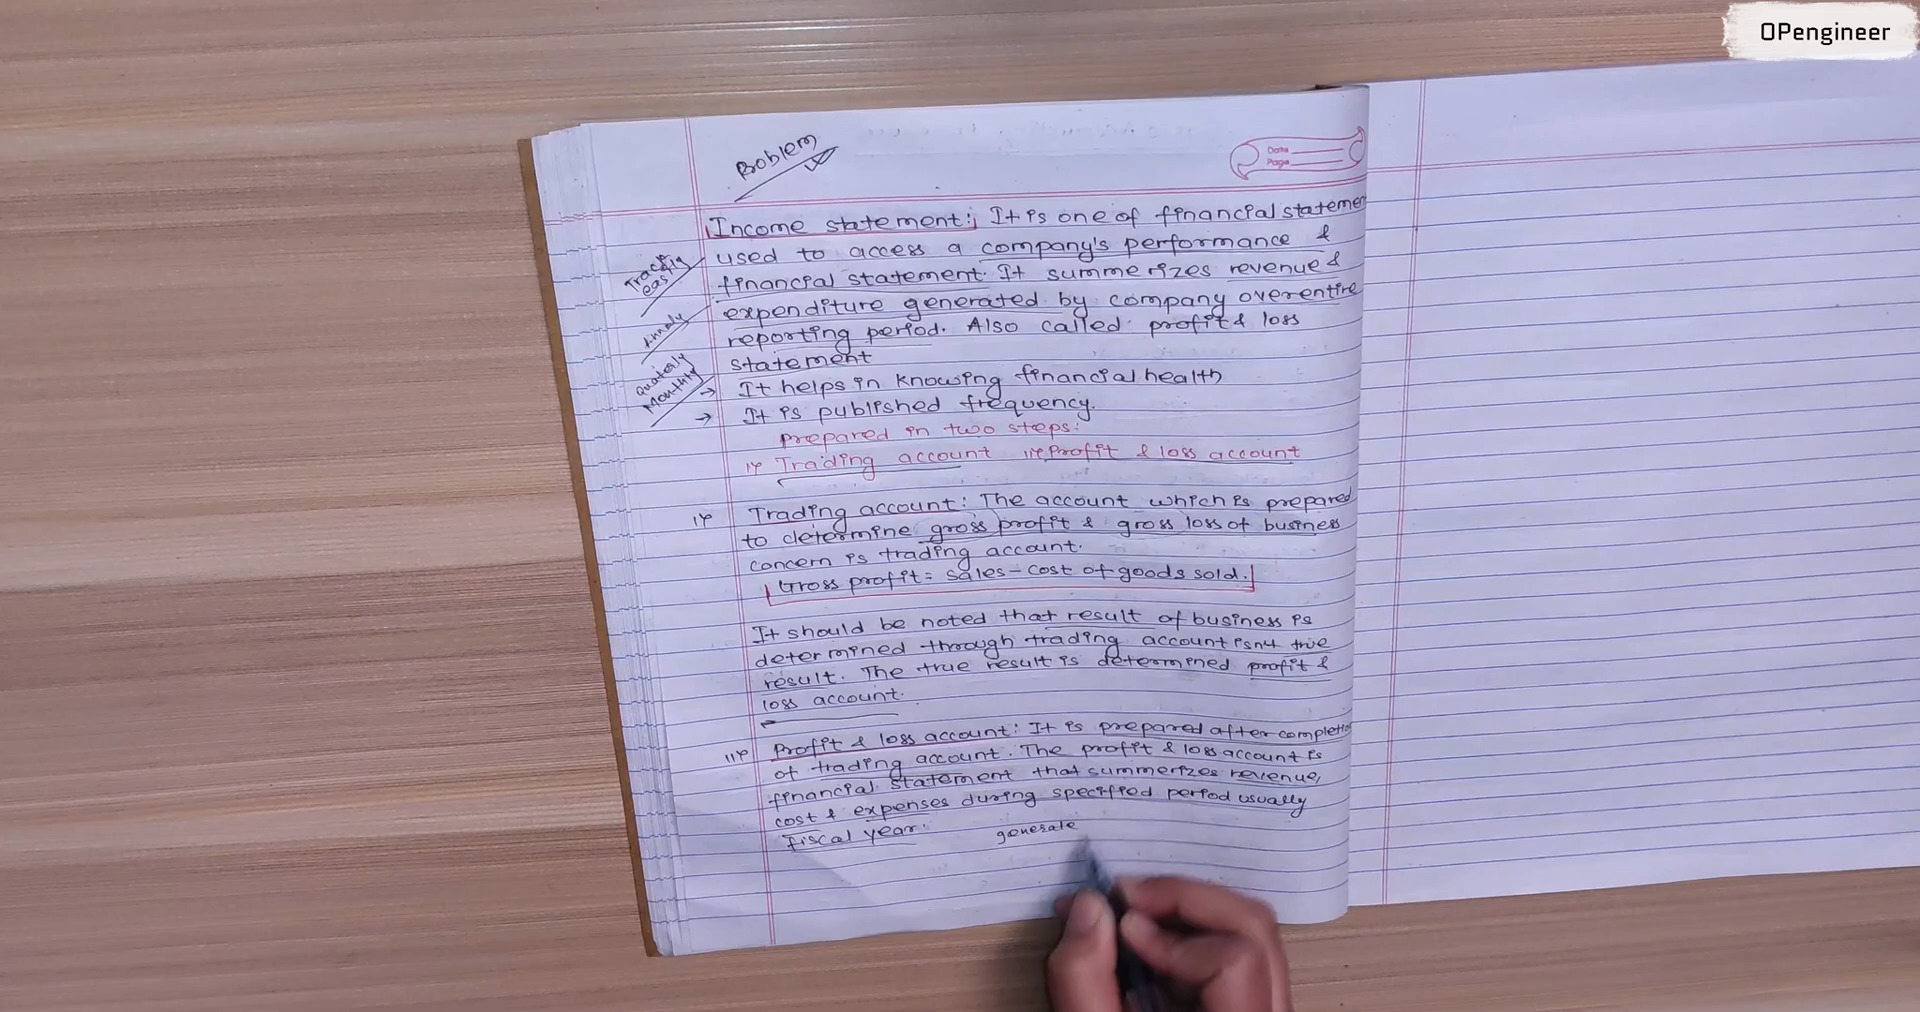 OPengineer
Problem
Date
Page
Income statement: It is one of financial statemen
used to access a company's performance &
financial statement. It summerizes revenue &
expenditure generated by company over entire
reporting period. Also called profit & loss
statement
→ It helps in knowing financial health
→ It is published frequency.
Track
easily
Annaly
Quaterly
Monthly
prepared in two steps:
i) Trading account ii) Profit & loss account
i) Trading account: The account which is prepared
to determine gross profit & gross loss of business
concern is trading account.
Gross profit = sales - cost of goods sold.
It should be noted that result of business is
determined through trading account isn't true
result. The true result is determined profit &
loss account.
ii) Profit & loss account: It is prepared after completion
of trading account. The profit & loss account is
financial statement that summerizes revenue,
cost & expenses during specified period usually
fiscal year.
generate